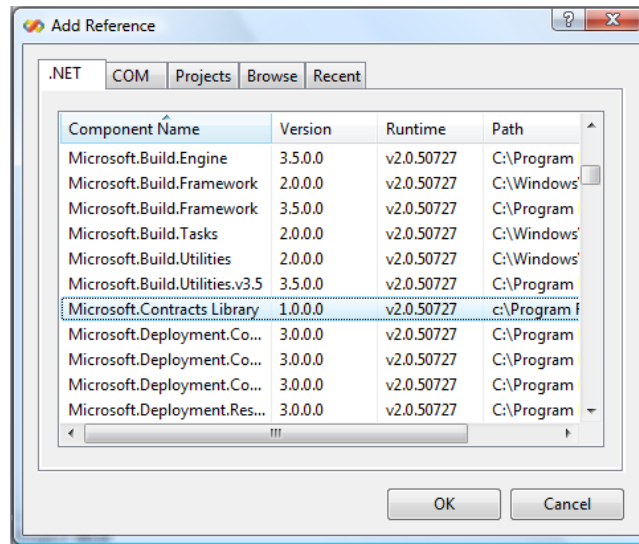 Add Reference
.NET COM Projects Browse Recent
Component Name Version Runtime Path
Microsoft.Build.Engine 3.5.0.0 v2.0.50727 C:\Program
Microsoft.Build.Framework 2.0.0.0 v2.0.50727 C:\Windows'
Microsoft.Build.Framework 3.5.0.0 v2.0.50727 C:\Program
Microsoft.Build.Tasks 2.0.0.0 v2.0.50727 C:\Windows'
Microsoft.Build.Utilities 2.0.0.0 v2.0.50727 C:\Windows'
Microsoft.Build.Utilities.v3.5 3.5.0.0 v2.0.50727 C:\Program
Microsoft.Contracts Library 1.0.0.0 v2.0.50727 c:\Program F
Microsoft.Deployment.Co... 3.0.0.0 v2.0.50727 C:\Program
Microsoft.Deployment.Co... 3.0.0.0 v2.0.50727 C:\Program
Microsoft.Deployment.Co... 3.0.0.0 v2.0.50727 C:\Program
Microsoft.Deployment.Res... 3.0.0.0 v2.0.50727 C:\Program
OK Cancel